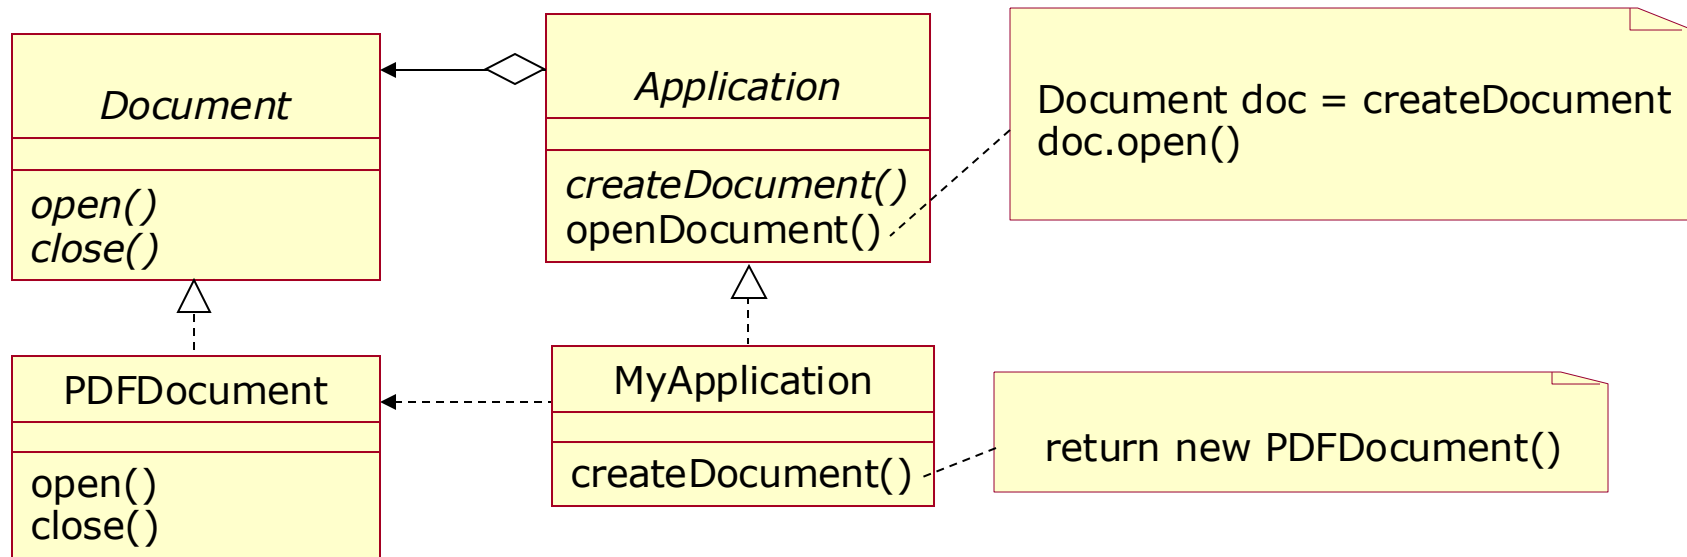 Document
open()
close()
Application
createDocument()
openDocument()
Document doc = createDocument
doc.open()
PDFDocument
open()
close()
MyApplication
createDocument()
return new PDFDocument()